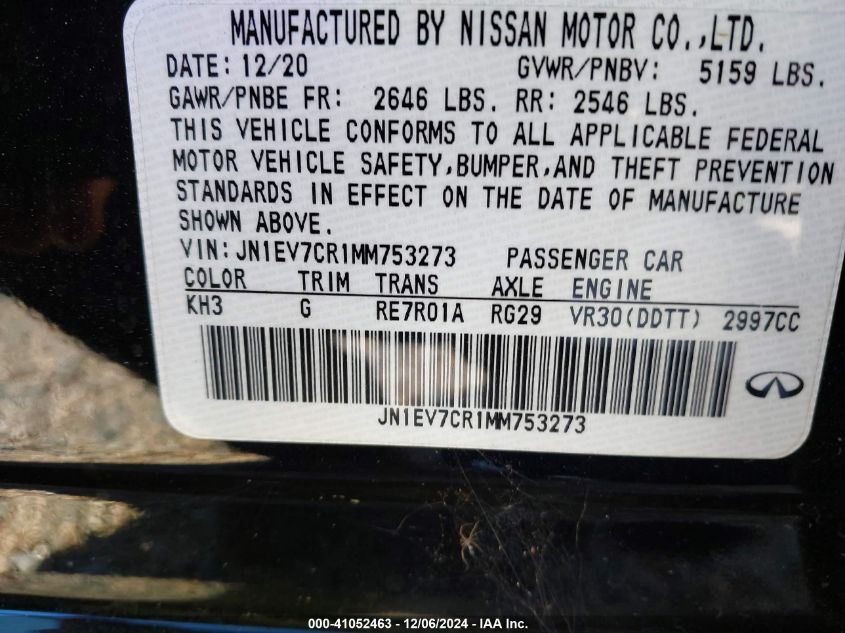 MANUFACTURED BY NISSAN MOTOR CO.,LTD.
DATE: 12/20 GVWR/PNBV: 5159 LBS.
GAWR/PNBE FR: 2646 LBS. RR: 2546 LBS.
THIS VEHICLE CONFORMS TO ALL APPLICABLE FEDERAL
MOTOR VEHICLE SAFETY,BUMPER,AND THEFT PREVENTION
STANDARDS IN EFFECT ON THE DATE OF MANUFACTURE
SHOWN ABOVE.
VIN:JN1EV7CR1MM753273 PASSENGER CAR
COLOR TRIM TRANS AXLE ENGINE
KH3 G RE7R01A RG29 VR30(DDTT) 2997CC
JN1EV7CR1MM753273
000-41052463 - 12/06/2024 - IAA Inc.